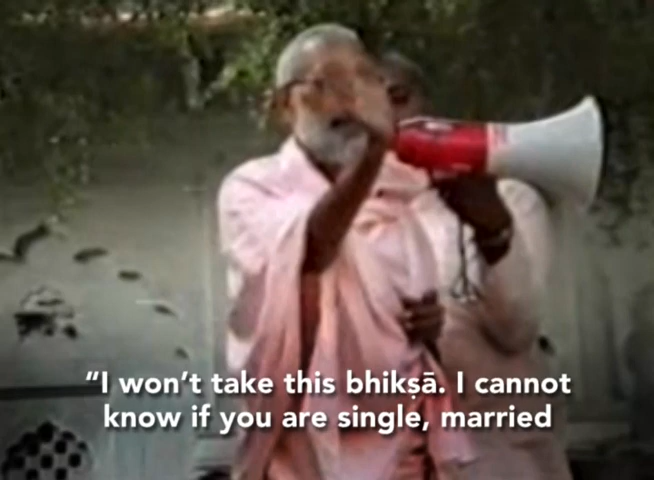 “I won’t take this bhikṣā. I cannot
know if you are single, married